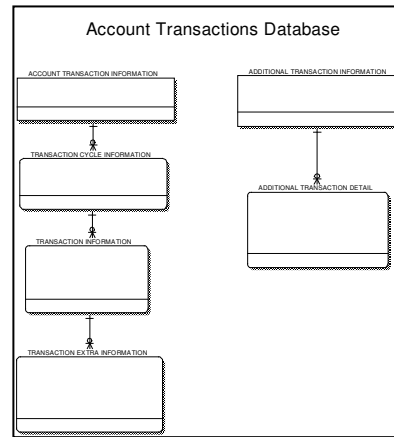 Account Transactions Database
ACCOUNT TRANSACTION INFORMATION
ADDITIONAL TRANSACTION INFORMATION
TRANSACTION CYCLE INFORMATION
ADDITIONAL TRANSACTION DETAIL
TRANSACTION INFORMATION
TRANSACTION EXTRA INFORMATION